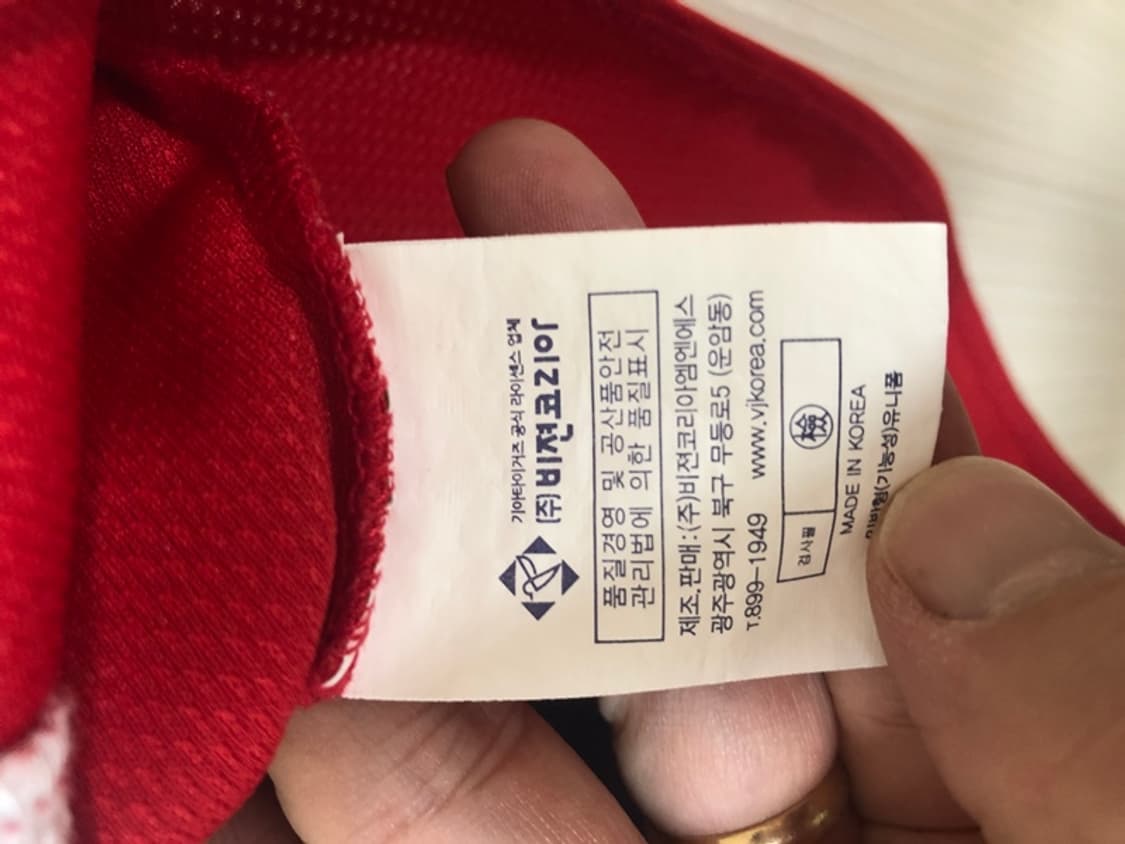 기아타이거즈 공식 라이센스 업체
(주)비젼코리아
품질경영 및 공산품안전
관리법에 의한 품질표시
제조.판매:(주)비젼코리아엠엔에스
광주광역시 북구 무등로5 (운암동)
T.899-1949 www.vjkorea.com
검사필 檢
MADE IN KOREA
(기능성)유니폼